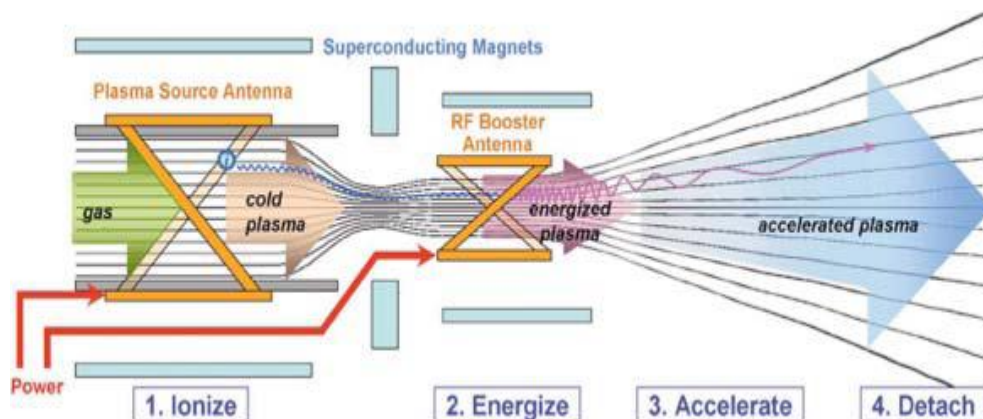 Superconducting Magnets
Plasma Source Antenna
RF Booster
Antenna
gas
cold
plasma
energized
plasma
accelerated plasma
Power
1. Ionize
2. Energize
3. Accelerate
4. Detach